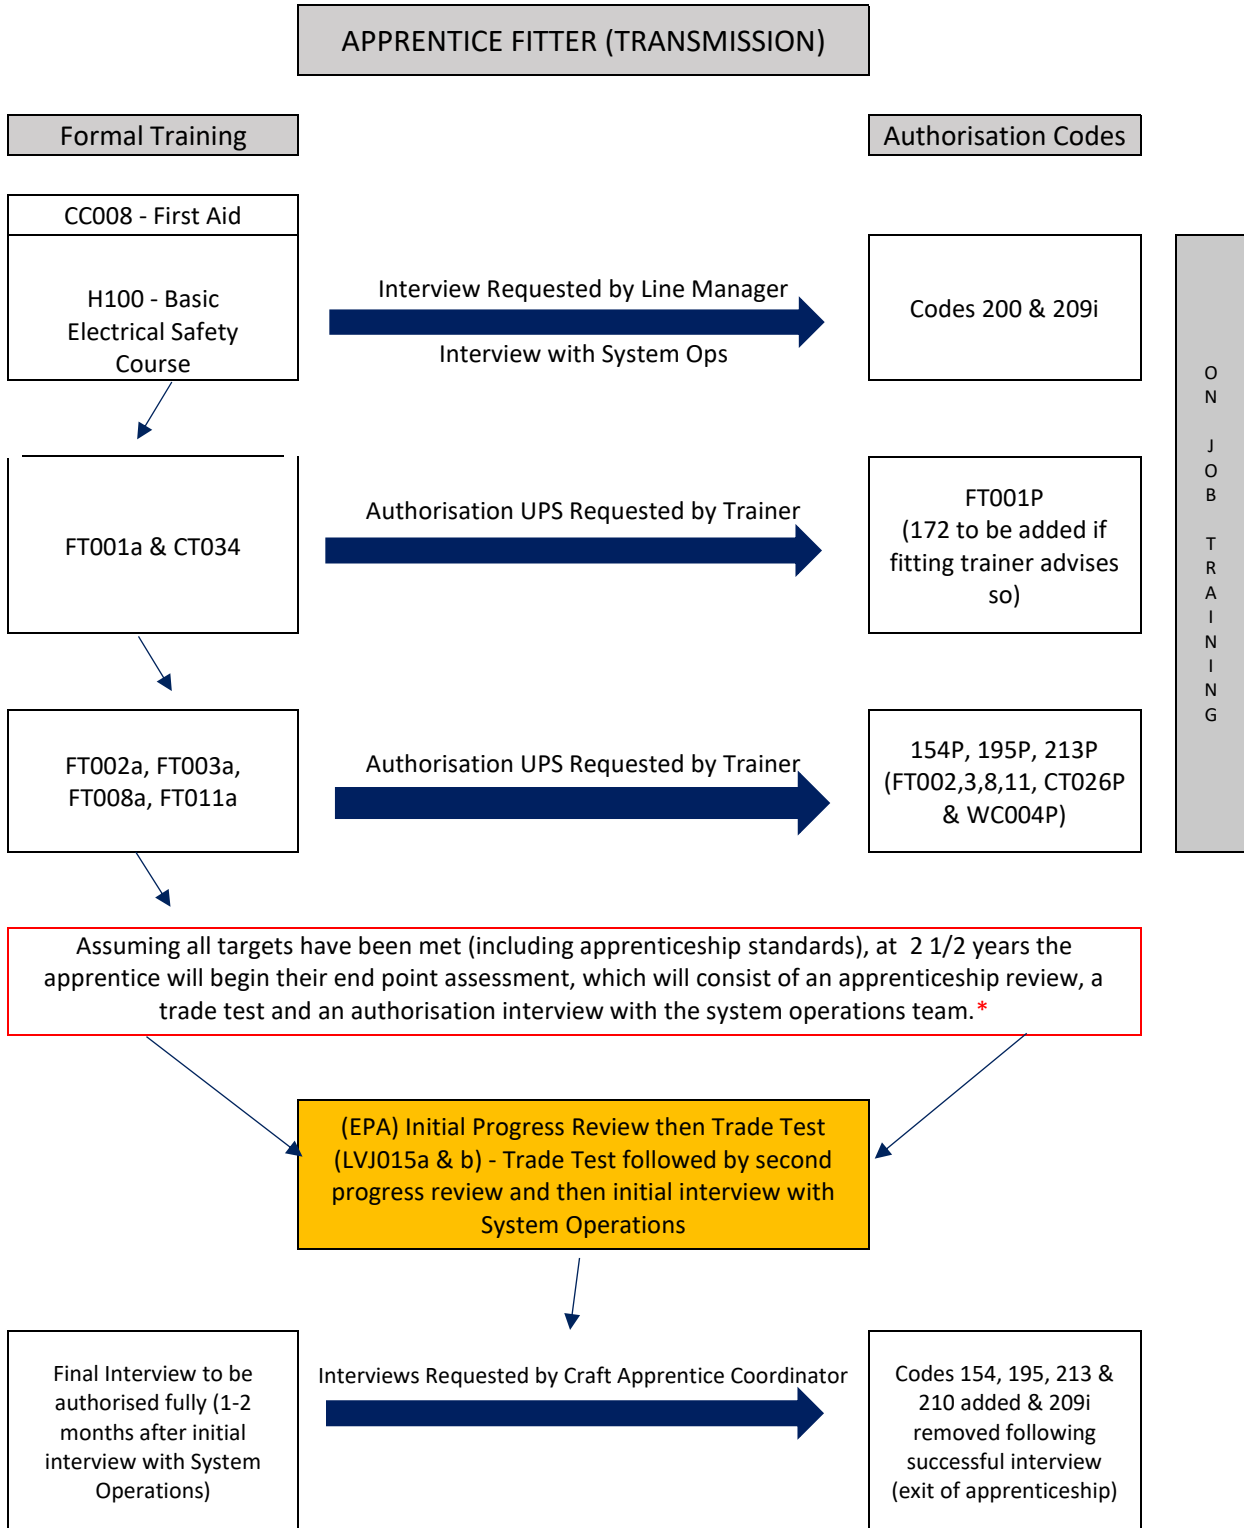 APPRENTICE FITTER (TRANSMISSION)
Formal Training
Authorisation Codes
CC008 - First Aid
H100 - Basic
Electrical Safety
Course
Interview Requested by Line Manager
Interview with System Ops
Codes 200 & 209i
ON JOB TRAINING
FT001a & CT034
Authorisation UPS Requested by Trainer
FT001P
(172 to be added if
fitting trainer advises
so)
FT002a, FT003a,
FT008a, FT011a
Authorisation UPS Requested by Trainer
154P, 195P, 213P
(FT002,3,8,11, CT026P
& WC004P)
Assuming all targets have been met (including apprenticeship standards), at 2 1/2 years the
apprentice will begin their end point assessment, which will consist of an apprenticeship review, a
trade test and an authorisation interview with the system operations team.*
(EPA) Initial Progress Review then Trade Test
(LVJ015a & b) - Trade Test followed by second
progress review and then initial interview with
System Operations
Final Interview to be
authorised fully (1-2
months after initial
interview with System
Operations)
Interviews Requested by Craft Apprentice Coordinator
Codes 154, 195, 213 &
210 added & 209i
removed following
successful interview
(exit of apprenticeship)